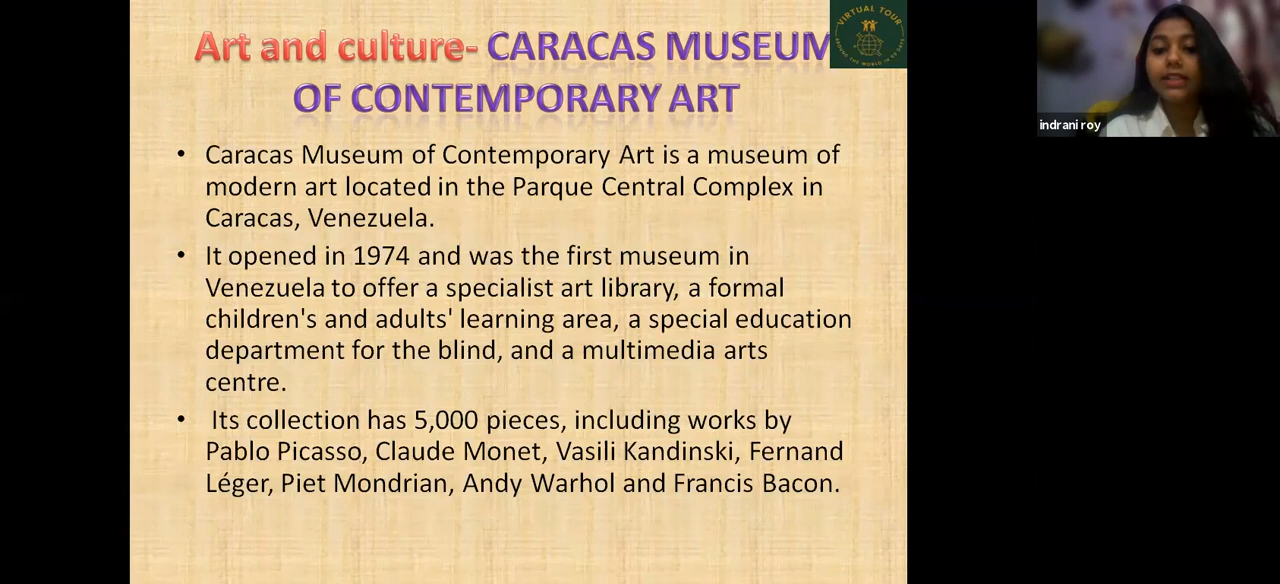 Art and culture- CARACAS MUSEUM
OF CONTEMPORARY ART
VIRTUAL TOUR
• Caracas Museum of Contemporary Art is a museum of
modern art located in the Parque Central Complex in
Caracas, Venezuela.
• It opened in 1974 and was the first museum in
Venezuela to offer a specialist art library, a formal
children's and adults' learning area, a special education
department for the blind, and a multimedia arts
centre.
• Its collection has 5,000 pieces, including works by
Pablo Picasso, Claude Monet, Vasili Kandinski, Fernand
Léger, Piet Mondrian, Andy Warhol and Francis Bacon.
indrani roy